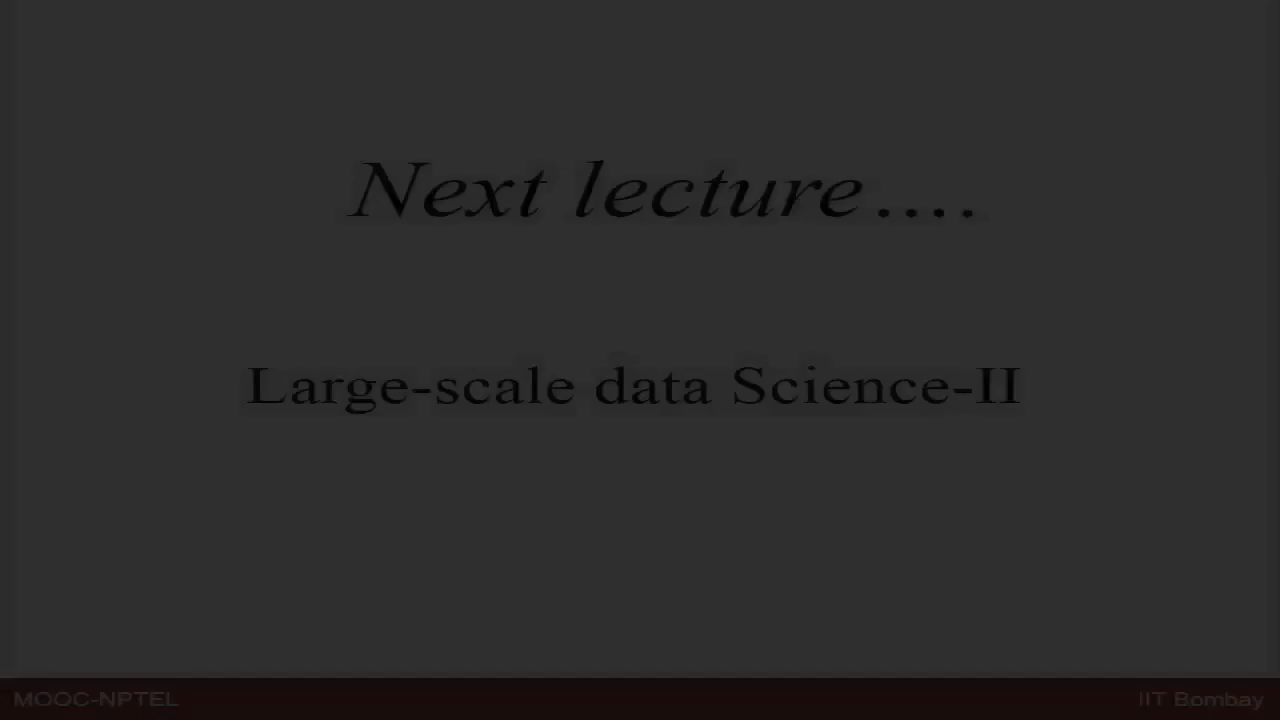 Next lecture....
Large-scale data Science-II
MOOC-NPTEL
IIT Bombay